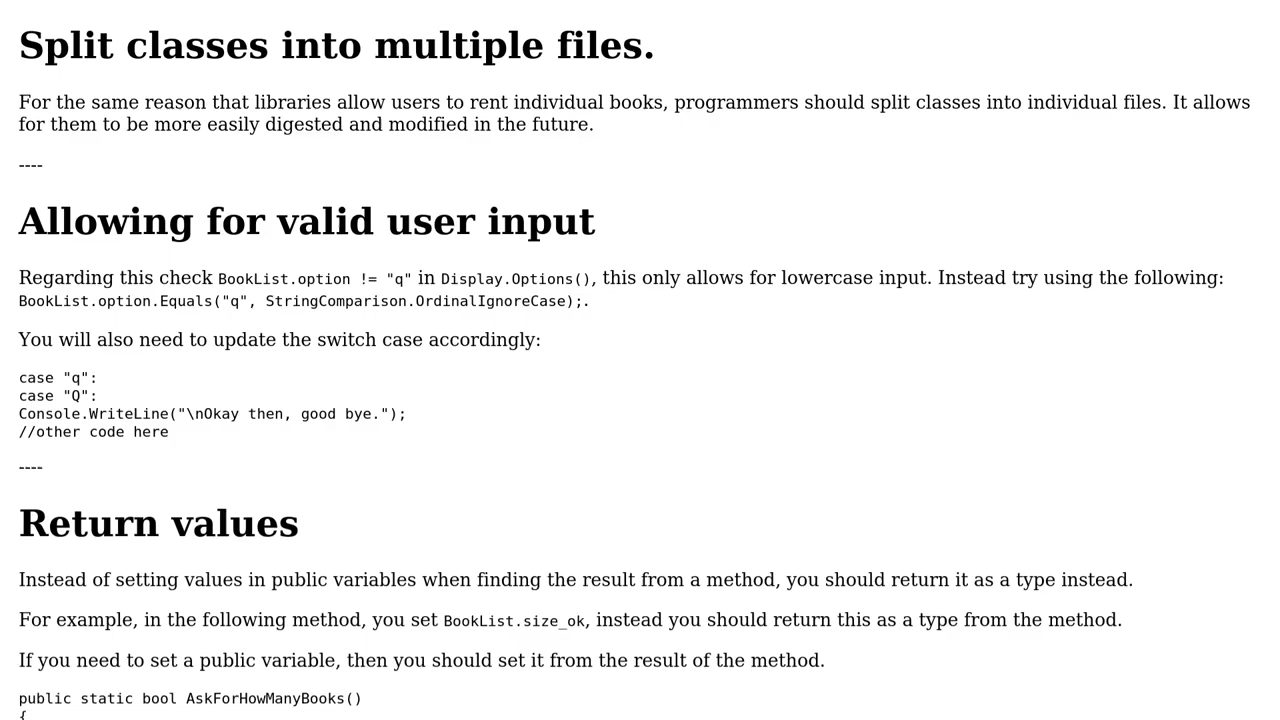 Split classes into multiple files.
For the same reason that libraries allow users to rent individual books, programmers should split classes into individual files. It allows
for them to be more easily digested and modified in the future.
----
Allowing for valid user input
Regarding this check BookList.option != "q" in Display.Options(), this only allows for lowercase input. Instead try using the following:
BookList.option.Equals("q", StringComparison.OrdinalIgnoreCase);.
You will also need to update the switch case accordingly:
case "q":
case "Q":
Console.WriteLine("\nOkay then, good bye.");
//other code here
----
Return values
Instead of setting values in public variables when finding the result from a method, you should return it as a type instead.
For example, in the following method, you set BookList.size_ok, instead you should return this as a type from the method.
If you need to set a public variable, then you should set it from the result of the method.
public static bool AskForHowManyBooks()
{